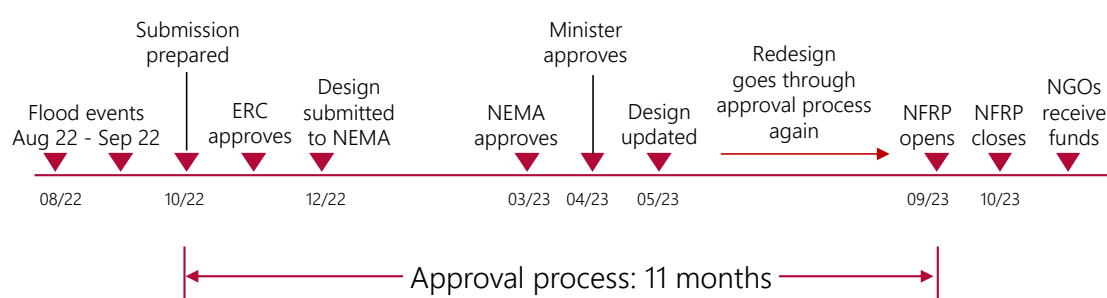 Submission
prepared
Minister
approves
Flood events
Aug 22 - Sep 22
ERC
approves
Design
submitted
to NEMA
NEMA
approves
Design
updated
Redesign
goes through
approval process
again
NFRP
opens
NFRP
closes
NGOs
receive
funds
08/22
10/22
12/22
03/23
04/23
05/23
09/23
10/23
Approval process: 11 months